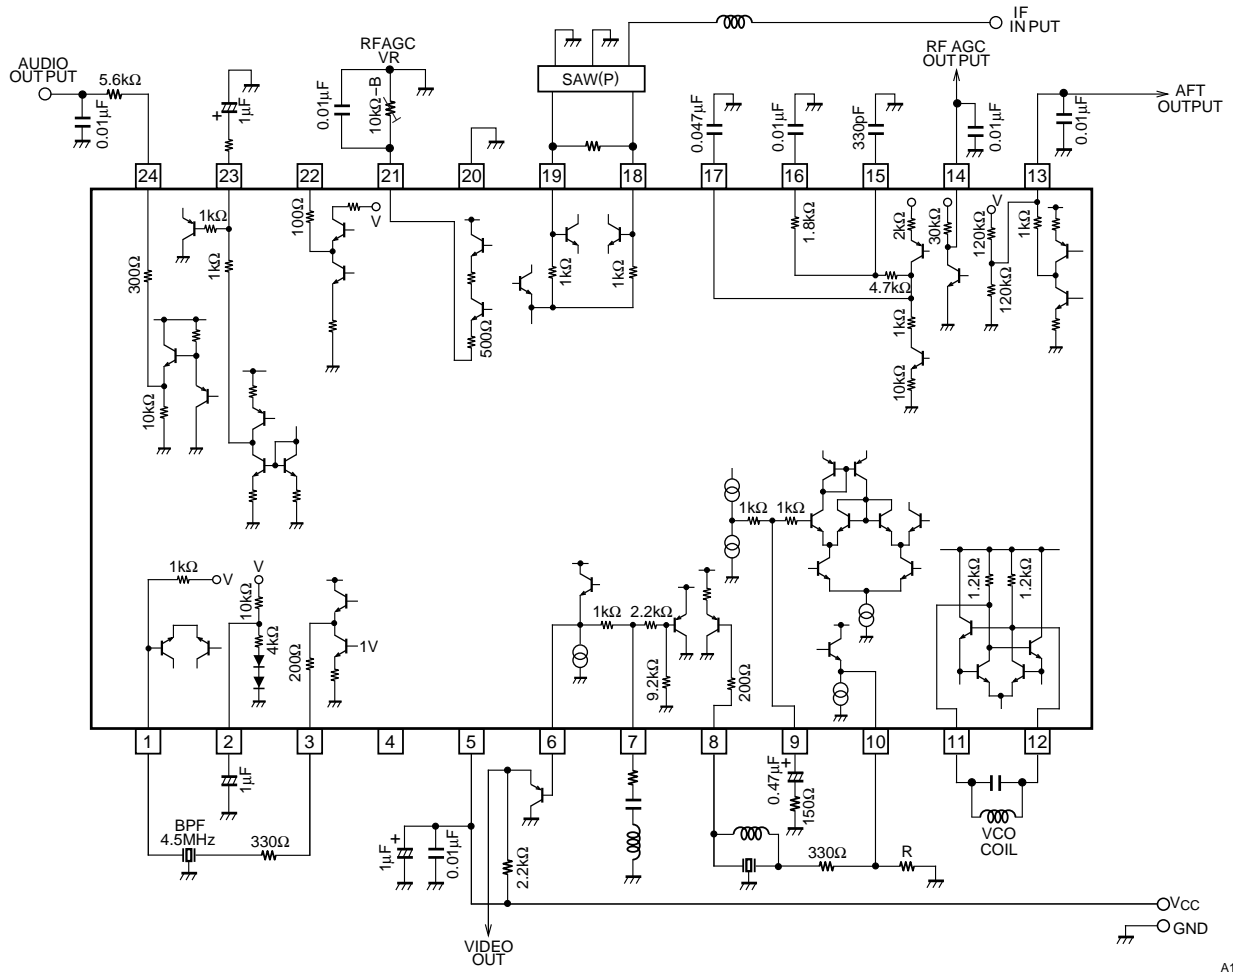 IF
INPUT
RFAGC
VR
RF AGC
OUTPUT
AUDIO
OUTPUT
5.6kΩ
SAW(P)
AFT
OUTPUT
0.01µF
1µF
0.01µF
10kΩ–B
0.047µF
0.01µF
330pF
0.01µF
0.01µF
24
23
22
21
20
19
18
17
16
15
14
13
1kΩ
100Ω
V
1.8kΩ
2kΩ
30kΩ
V
120kΩ
1kΩ
300Ω
1kΩ
1kΩ
1kΩ
4.7kΩ
120kΩ
500Ω
1kΩ
10kΩ
10kΩ
1kΩ
1kΩ
1kΩ
V
V
10kΩ
4kΩ
200Ω
1V
1kΩ
2.2kΩ
9.2kΩ
200Ω
1.2kΩ
1.2kΩ
1
2
3
4
5
6
7
8
9
10
11
12
1µF
0.47µF
+
150Ω
BPF
4.5MHz
330Ω
1µF
+
0.01µF
2.2kΩ
330Ω
R
VCO
COIL
VCC
GND
VIDEO
OUT
+
A1